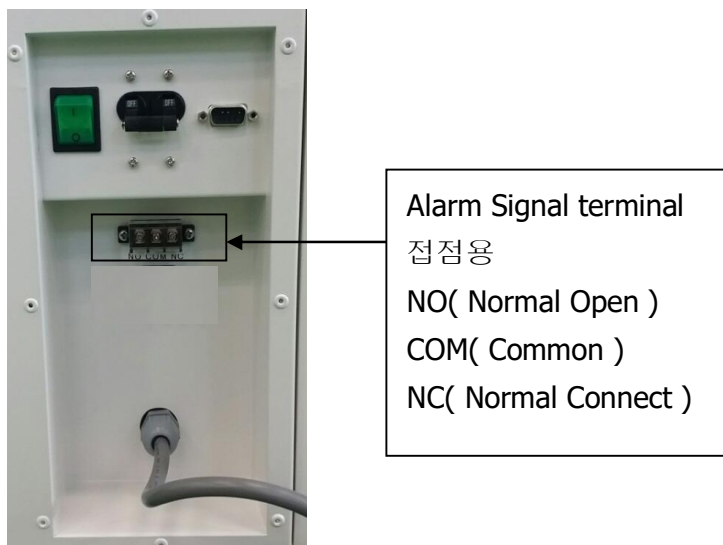 OFF OFF
NO COM NC
Alarm Signal terminal
접점용
NO( Normal Open )
COM( Common )
NC( Normal Connect )